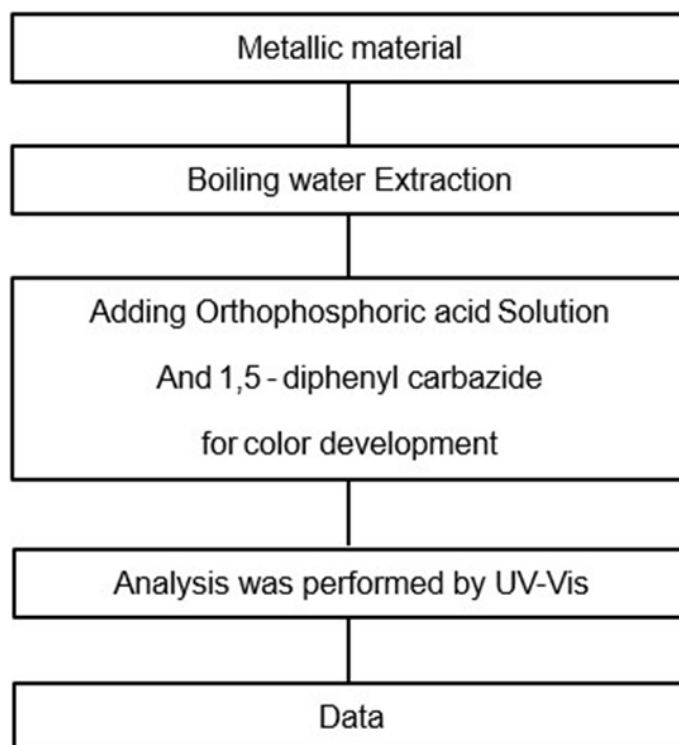 Metallic material
Boiling water Extraction
Adding Orthophosphoric acid Solution
And 1,5 - diphenyl carbazide
for color development
Analysis was performed by UV-Vis
Data